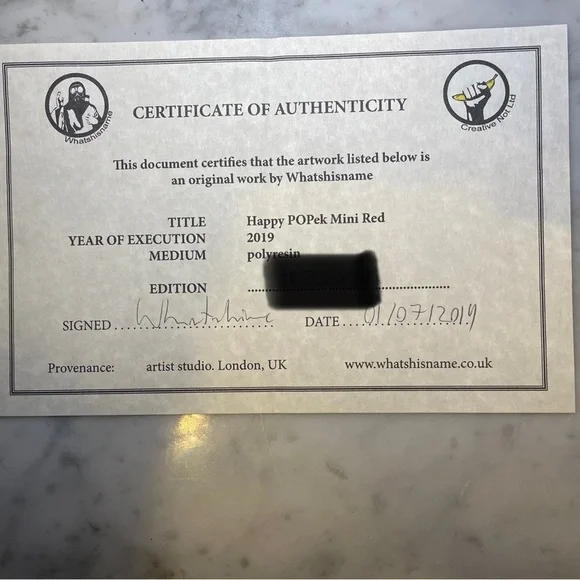 CERTIFICATE OF AUTHENTICITY
Whatshisname
Creative Not Ltd
This document certifies that the artwork listed below is
an original work by Whatshisname
TITLE Happy POPek Mini Red
YEAR OF EXECUTION 2019
MEDIUM polyresin
EDITION
SIGNED Whatshisname DATE 01/07/2019
Provenance: artist studio. London, UK www.whatshisname.co.uk